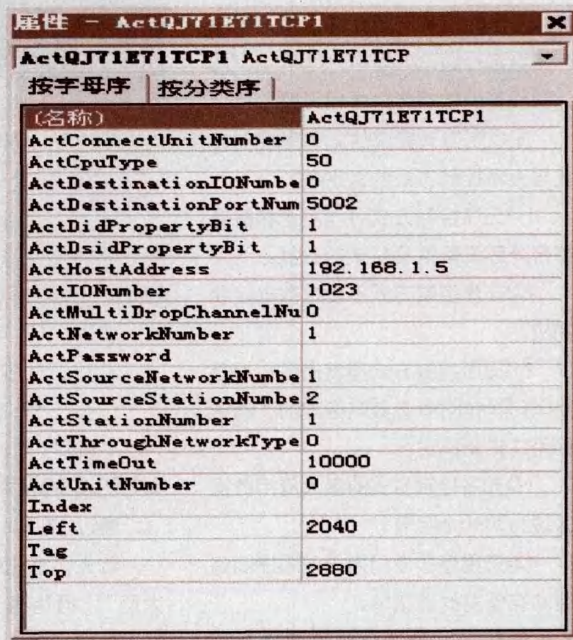 属性 - ActQJ71E71TCP1
ActQJ71E71TCP1 ActQJ71E71TCP
按字母序 按分类序
(名称) ActQJ71E71TCP1
ActConnectUnitNumber 0
ActCpuType 50
ActDestinationIONumbe 0
ActDestinationPortNum 5002
ActDidPropertyBit 1
ActDsidPropertyBit 1
ActHostAddress 192.168.1.5
ActIONumber 1023
ActMultiDropChannelNu 0
ActNetworkNumber 1
ActPassword
ActSourceNetworkNumbe 1
ActSourceStationNumbe 2
ActStationNumber 1
ActThroughNetworkType 0
ActTimeOut 10000
ActUnitNumber 0
Index
Left 2040
Tag
Top 2880